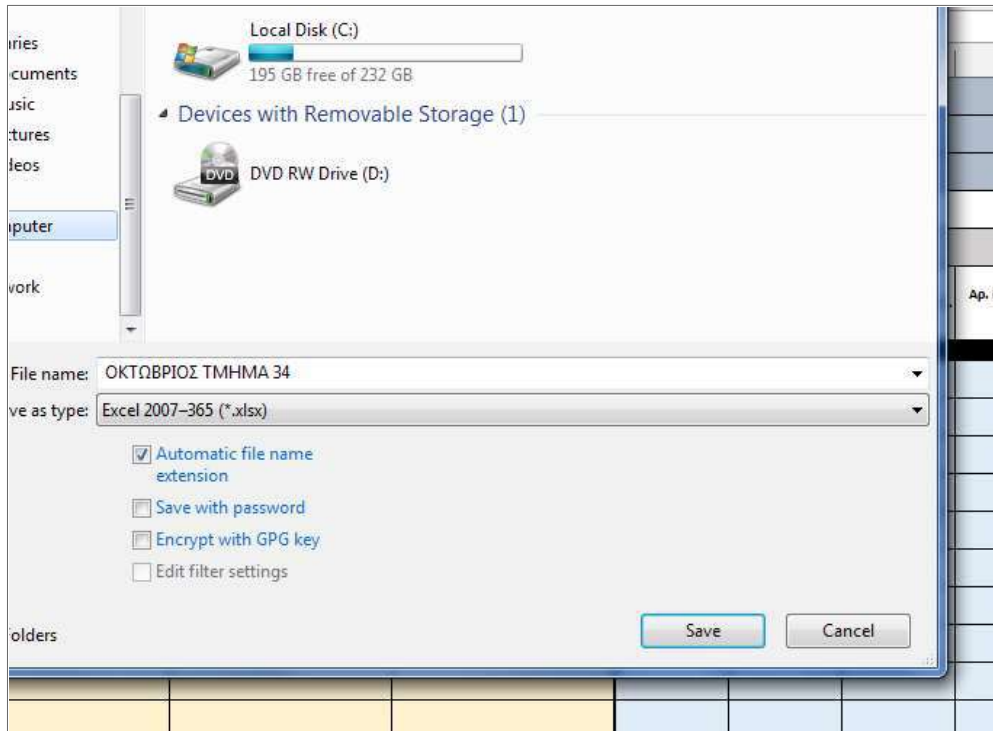 Local Disk (C:)
195 GB free of 232 GB
Devices with Removable Storage (1)
DVD
DVD RW Drive (D:)
ries
cuments
usic
tures
deos
puter
work
Ap.
File name: ΟΚΤΩΒΡΙΟΣ ΤΜΗΜΑ 34
ve as type: Excel 2007–365 (*.xlsx)
Automatic file name
extension
Save with password
Encrypt with GPG key
Edit filter settings
olders
Save
Cancel